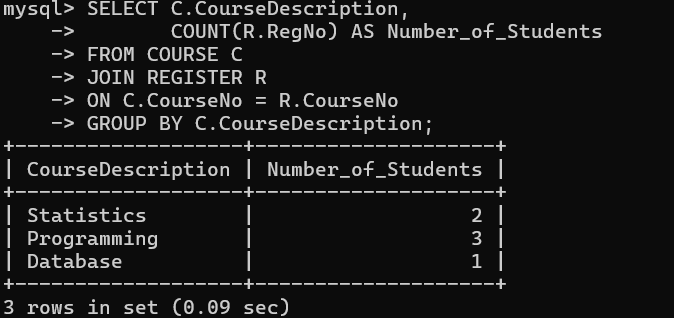 mysql> SELECT C.CourseDescription,
    ->        COUNT(R.RegNo) AS Number_of_Students
    -> FROM COURSE C
    -> JOIN REGISTER R
    -> ON C.CourseNo = R.CourseNo
    -> GROUP BY C.CourseDescription;
+-------------------+--------------------+
| CourseDescription | Number_of_Students |
+-------------------+--------------------+
| Statistics        |                  2 |
| Programming       |                  3 |
| Database          |                  1 |
+-------------------+--------------------+
3 rows in set (0.09 sec)